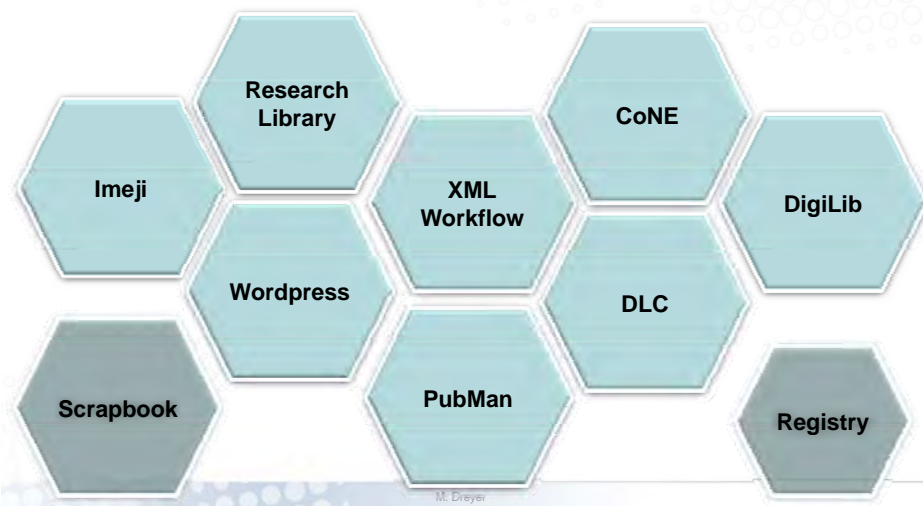 Research
Library
CoNE
Imeji
XML
Workflow
DigiLib
Wordpress
DLC
Scrapbook
PubMan
Registry
M. Dreyer